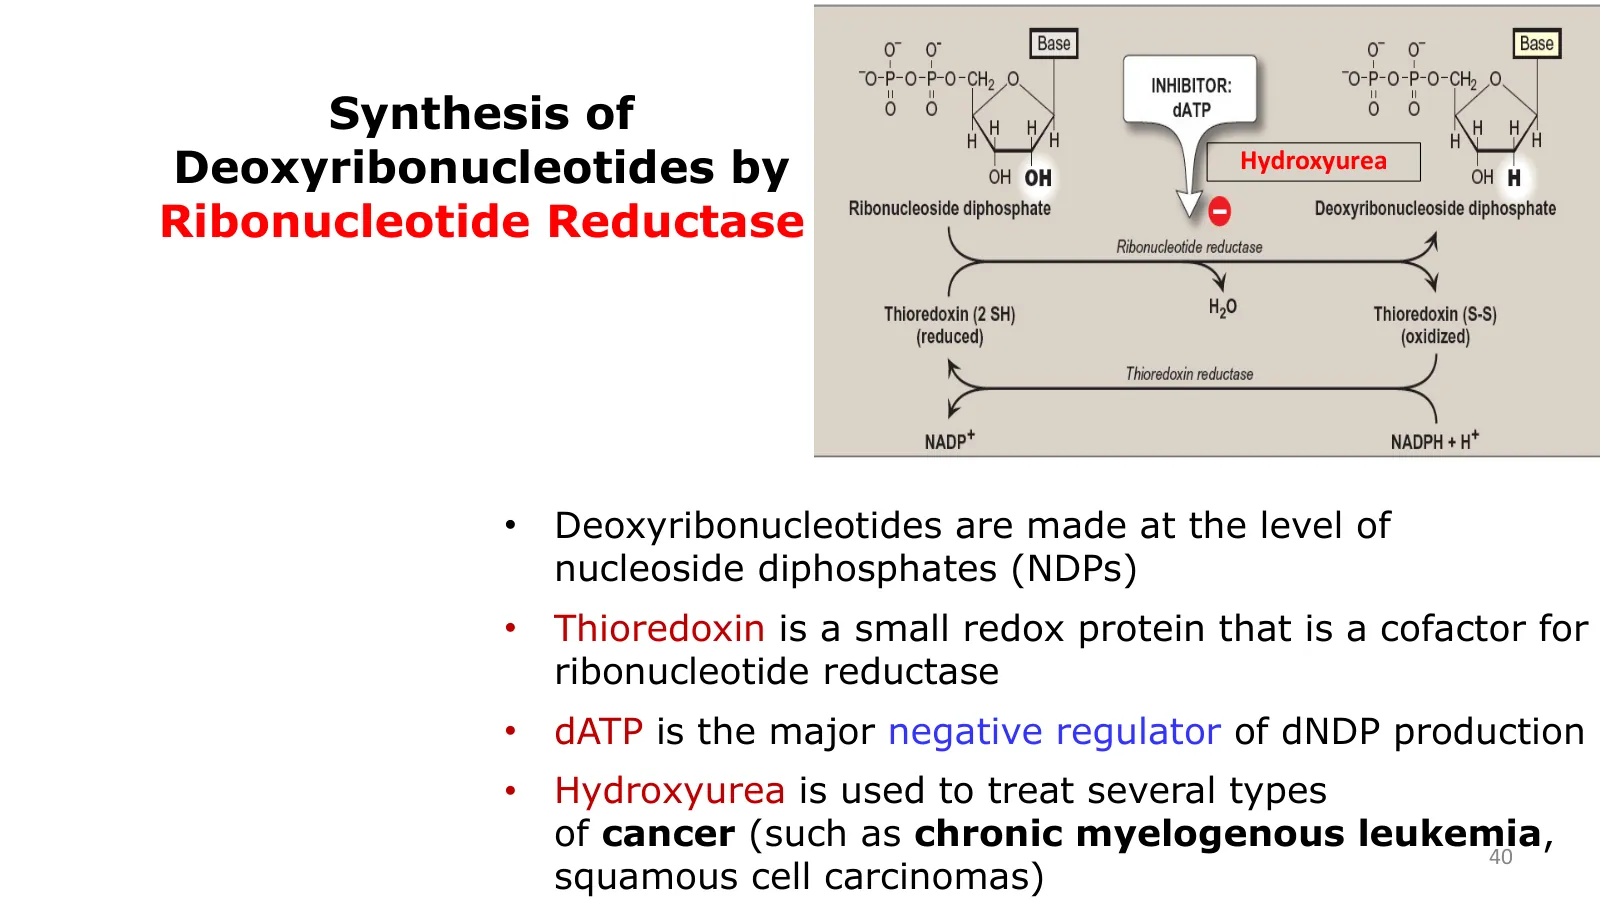 Synthesis of
Deoxyribonucleotides by
Ribonucleotide Reductase
O⁻ O⁻ Base
⁻O-P-O-P-O-CH₂ O
O O
H H H H
OH OH
Ribonucleoside diphosphate
INHIBITOR:
dATP
Hydroxyurea
O⁻ O⁻ Base
⁻O-P-O-P-O-CH₂ O
O O
H H H H
OH H
Deoxyribonucleoside diphosphate
Ribonucleotide reductase
H₂O
Thioredoxin (2 SH)
(reduced)
Thioredoxin (S-S)
(oxidized)
Thioredoxin reductase
NADP⁺
NADPH + H⁺
• Deoxyribonucleotides are made at the level of
nucleoside diphosphates (NDPs)
• Thioredoxin is a small redox protein that is a cofactor for
ribonucleotide reductase
• dATP is the major negative regulator of dNDP production
• Hydroxyurea is used to treat several types
of cancer (such as chronic myelogenous leukemia,
squamous cell carcinomas)
40